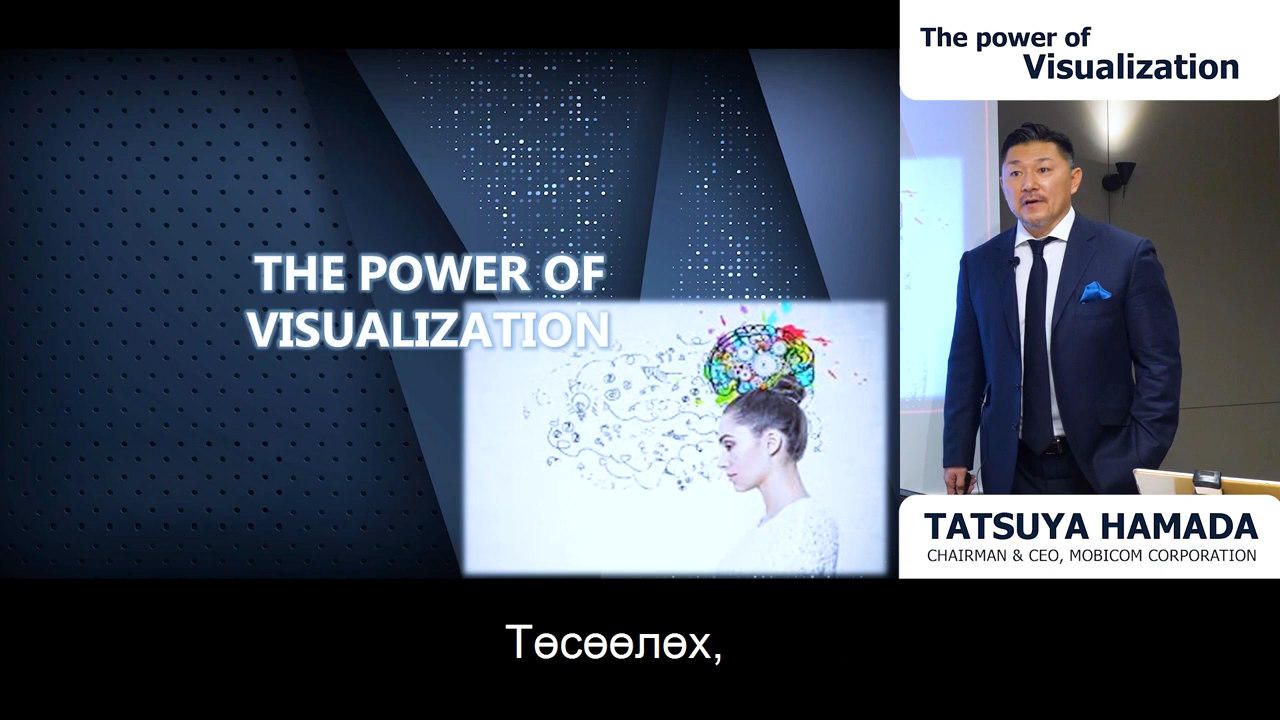 THE POWER OF
VISUALIZATION
The power of
Visualization
TATSUYA HAMADA
CHAIRMAN & CEO, MOBICOM CORPORATION
Төсөөлөх,